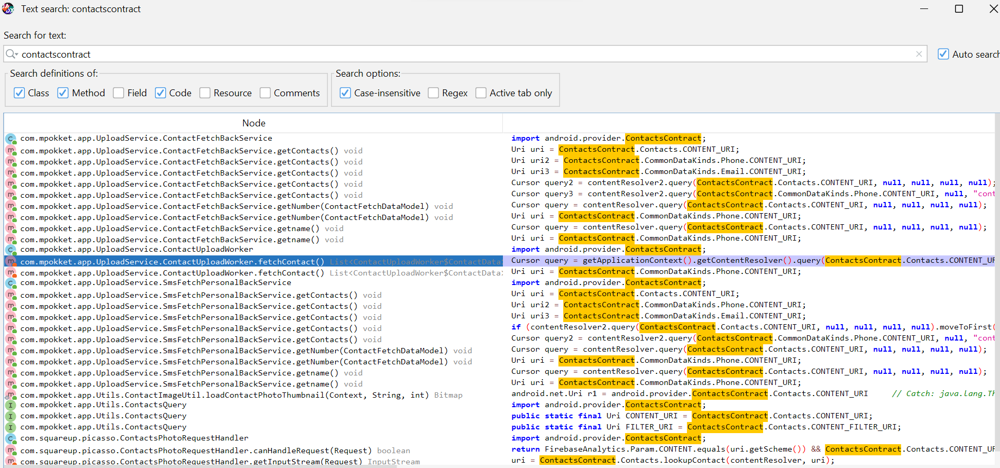 Text search: contactscontract
Search for text:
contactscontract
Auto search
Search definitions of:
Search options:
Class Method Field Code Resource Comments
Case-insensitive Regex Active tab only
Node
com.mpokket.app.UploadService.ContactFetchBackService import android.provider.ContactsContract;
com.mpokket.app.UploadService.ContactFetchBackService.getContacts() void Uri uri = ContactsContract.Contacts.CONTENT_URI;
com.mpokket.app.UploadService.ContactFetchBackService.getContacts() void Uri uri2 = ContactsContract.CommonDataKinds.Phone.CONTENT_URI;
com.mpokket.app.UploadService.ContactFetchBackService.getContacts() void Uri uri3 = ContactsContract.CommonDataKinds.Email.CONTENT_URI;
com.mpokket.app.UploadService.ContactFetchBackService.getContacts() void Cursor query2 = contentResolver2.query(ContactsContract.Contacts.CONTENT_URI, null, null, null, null);
com.mpokket.app.UploadService.ContactFetchBackService.getContacts() void Cursor query3 = contentResolver2.query(ContactsContract.CommonDataKinds.Phone.CONTENT_URI, null, "cont
com.mpokket.app.UploadService.ContactFetchBackService.getNumber(ContactFetchDataModel) void Cursor query = contentResolver.query(ContactsContract.Contacts.CONTENT_URI, null, null, null, null);
com.mpokket.app.UploadService.ContactFetchBackService.getNumber(ContactFetchDataModel) void Uri uri = ContactsContract.CommonDataKinds.Phone.CONTENT_URI;
com.mpokket.app.UploadService.ContactFetchBackService.getname() void Cursor query = contentResolver.query(ContactsContract.Contacts.CONTENT_URI, null, null, null, null);
com.mpokket.app.UploadService.ContactFetchBackService.getname() void Uri uri = ContactsContract.CommonDataKinds.Phone.CONTENT_URI;
com.mpokket.app.UploadService.ContactUploadWorker import android.provider.ContactsContract;
com.mpokket.app.UploadService.ContactUploadWorker.fetchContact() List<ContactUploadWorker$ContactData> Cursor query = getApplicationContext().getContentResolver().query(ContactsContract.Contacts.CONTENT_UR
com.mpokket.app.UploadService.ContactUploadWorker.fetchContact() List<ContactUploadWorker$ContactData> Uri uri = ContactsContract.CommonDataKinds.Phone.CONTENT_URI;
com.mpokket.app.UploadService.SmsFetchPersonalBackService import android.provider.ContactsContract;
com.mpokket.app.UploadService.SmsFetchPersonalBackService.getContacts() void Uri uri = ContactsContract.Contacts.CONTENT_URI;
com.mpokket.app.UploadService.SmsFetchPersonalBackService.getContacts() void Uri uri2 = ContactsContract.CommonDataKinds.Phone.CONTENT_URI;
com.mpokket.app.UploadService.SmsFetchPersonalBackService.getContacts() void Uri uri3 = ContactsContract.CommonDataKinds.Email.CONTENT_URI;
com.mpokket.app.UploadService.SmsFetchPersonalBackService.getContacts() void if (contentResolver2.query(ContactsContract.Contacts.CONTENT_URI, null, null, null, null).moveToFirst(
com.mpokket.app.UploadService.SmsFetchPersonalBackService.getContacts() void Cursor query2 = contentResolver2.query(ContactsContract.CommonDataKinds.Phone.CONTENT_URI, null, "cont
com.mpokket.app.UploadService.SmsFetchPersonalBackService.getNumber(ContactFetchDataModel) void Cursor query = contentResolver.query(ContactsContract.Contacts.CONTENT_URI, null, null, null, null);
com.mpokket.app.UploadService.SmsFetchPersonalBackService.getNumber(ContactFetchDataModel) void Uri uri = ContactsContract.CommonDataKinds.Phone.CONTENT_URI;
com.mpokket.app.UploadService.SmsFetchPersonalBackService.getname() void Cursor query = contentResolver.query(ContactsContract.Contacts.CONTENT_URI, null, null, null, null);
com.mpokket.app.UploadService.SmsFetchPersonalBackService.getname() void Uri uri = ContactsContract.CommonDataKinds.Phone.CONTENT_URI;
com.mpokket.app.Utils.ContactImageUtil.loadContactPhotoThumbnail(Context, String, int) Bitmap android.net.Uri r1 = android.provider.ContactsContract.Contacts.CONTENT_URI // Catch: java.lang.Th
com.mpokket.app.Utils.ContactsQuery import android.provider.ContactsContract;
com.mpokket.app.Utils.ContactsQuery public static final Uri CONTENT_URI = ContactsContract.Contacts.CONTENT_URI;
com.mpokket.app.Utils.ContactsQuery public static final Uri FILTER_URI = ContactsContract.Contacts.CONTENT_FILTER_URI;
com.squareup.picasso.ContactsPhotoRequestHandler import android.provider.ContactsContract;
com.squareup.picasso.ContactsPhotoRequestHandler.canHandleRequest(Request) boolean return FirebaseAnalytics.Param.CONTENT.equals(uri.getScheme()) && ContactsContract.Contacts.CONTENT_UR
com.squareup.picasso.ContactsPhotoRequestHandler.getInputStream(Request) InputStream uri = ContactsContract.Contacts.lookupContact(contentResolver, uri);